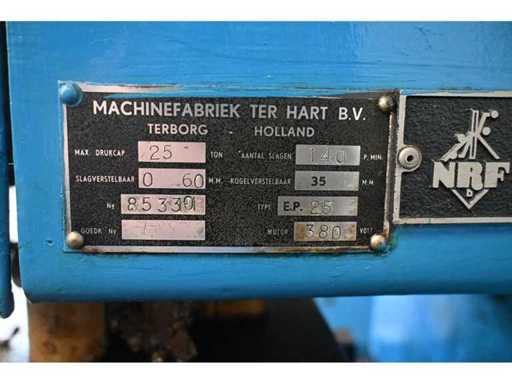 MACHINEFABRIEK TER HART B.V.
TERBORG - HOLLAND
MAX. DRUKCAP. 25 TON AANTAL SLAGEN 140 P. MIN.
SLAGVERSTELBAAR 0 60 M.M. KOGELVERSTELBAAR 35 M.M.
No 85330 TYPE E.P. 25
GOEDK No MOTOR 380 VOLT
NRF
D